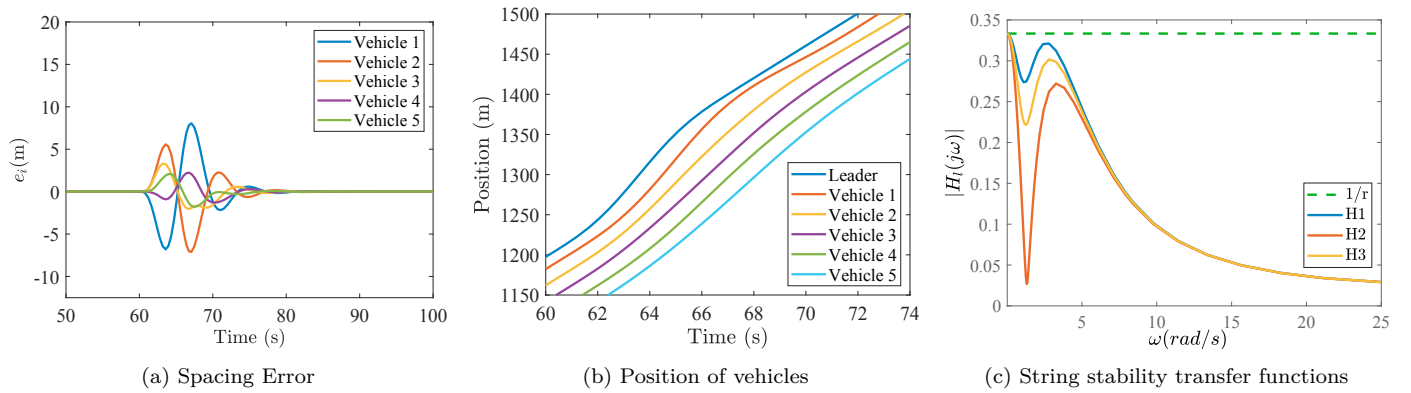 20
15
10
5
0
-5
-10
50
60
70
80
90
100
e_i(m)
Time (s)
Vehicle 1
Vehicle 2
Vehicle 3
Vehicle 4
Vehicle 5
(a) Spacing Error
1500
1450
1400
1350
1300
1250
1200
1150
60
62
64
66
68
70
72
74
Position (m)
Time (s)
Leader
Vehicle 1
Vehicle 2
Vehicle 3
Vehicle 4
Vehicle 5
(b) Position of vehicles
0.35
0.3
0.25
0.2
0.15
0.1
0.05
0
5
10
15
20
25
|H_l(jω)|
ω(rad/s)
1/r
H1
H2
H3
(c) String stability transfer functions